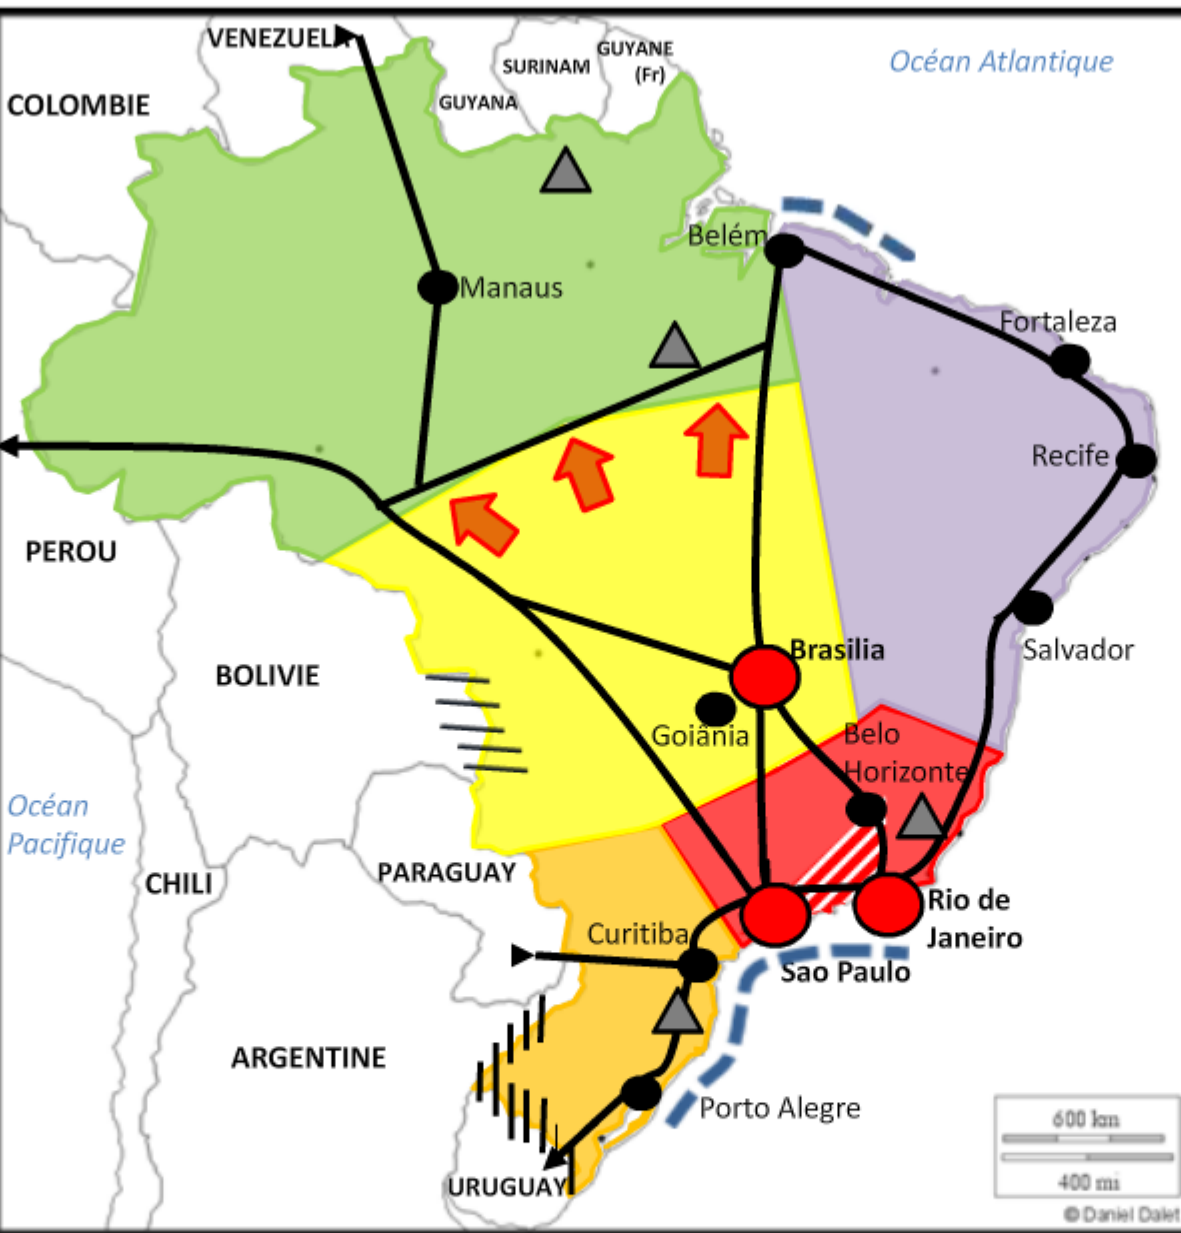 VENEZUELA
GUYANE
(Fr)
SURINAM
Océan Atlantique
COLOMBIE
GUYANA
Belém
Manaus
Fortaleza
Recife
PEROU
BOLIVIE
Brasilia
Salvador
Goiânia
Belo
Horizonte
Océan
Pacifique
CHILI
PARAGUAY
Rio de
Janeiro
Curitiba
Sao Paulo
ARGENTINE
Porto Alegre
URUGUAY
600 km
400 mi
© Daniel Dalet